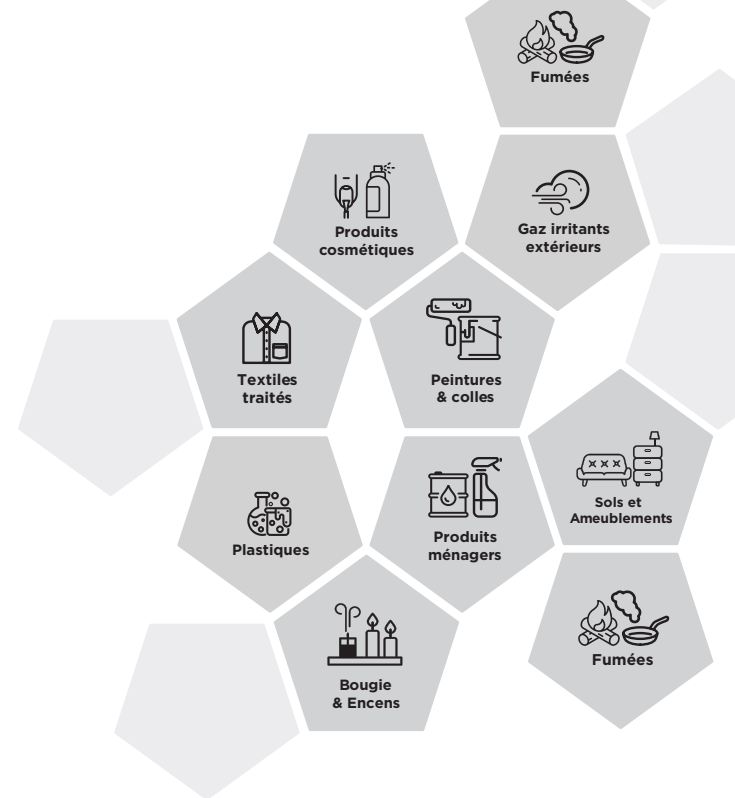 Fumées
Produits
cosmétiques
Gaz irritants
extérieurs
Textiles
traités
Peintures
& colles
Sols et
Ameublements
Plastiques
Produits
ménagers
Fumées
Bougie
& Encens